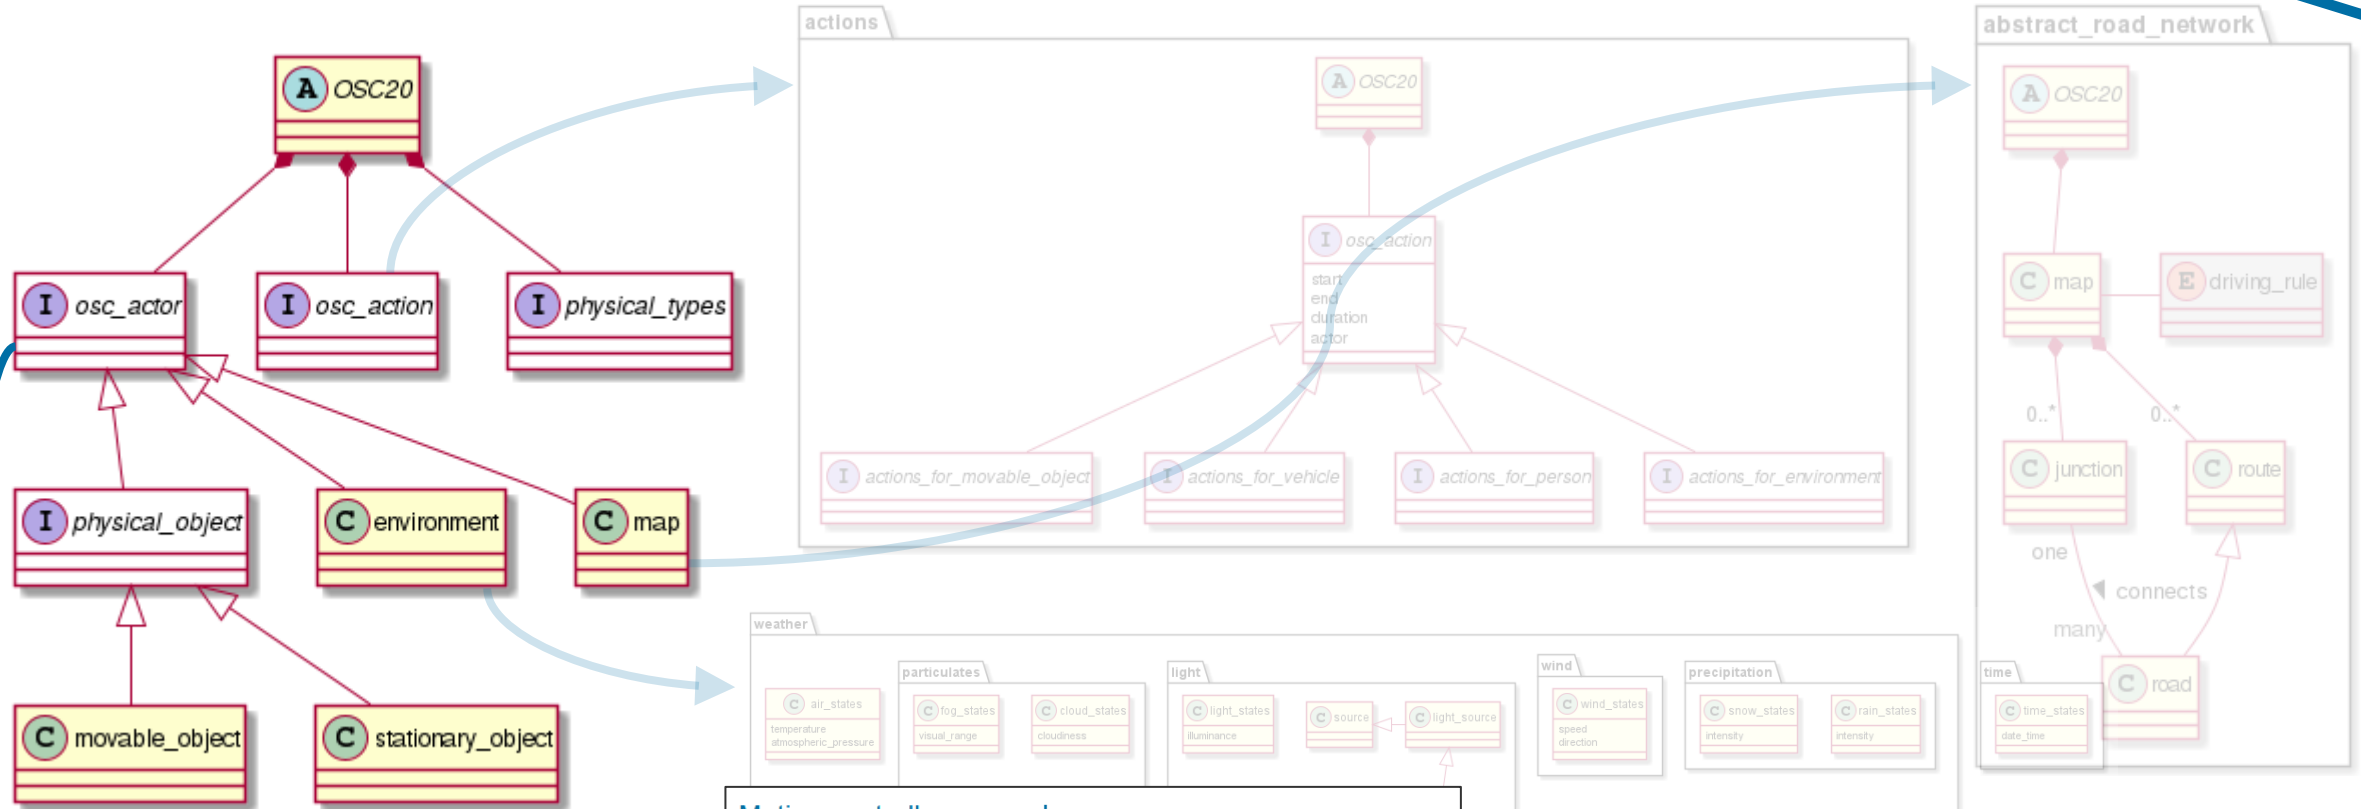 A OSC20
I osc_actor
I osc_action
I physical_types
I physical_object
C environment
C map
C movable_object
C stationary_object
actions
A OSC20
I osc_action
start
end
duration
actor
I actions_for_movable_object
I actions_for_vehicle
I actions_for_person
I actions_for_environment
abstract_road_network
A OSC20
C map
E driving_rule
0..*
0..*
C junction
C route
one
connects
many
C road
weather
C air_states
temperature
atmospheric_pressure
particulates
C fog_states
visual_range
C cloud_states
cloudiness
light
C light_states
illuminance
C source
C light_source
wind
C wind_states
speed
direction
precipitation
C snow_states
intensity
C rain_states
intensity
time
C time_states
date_time